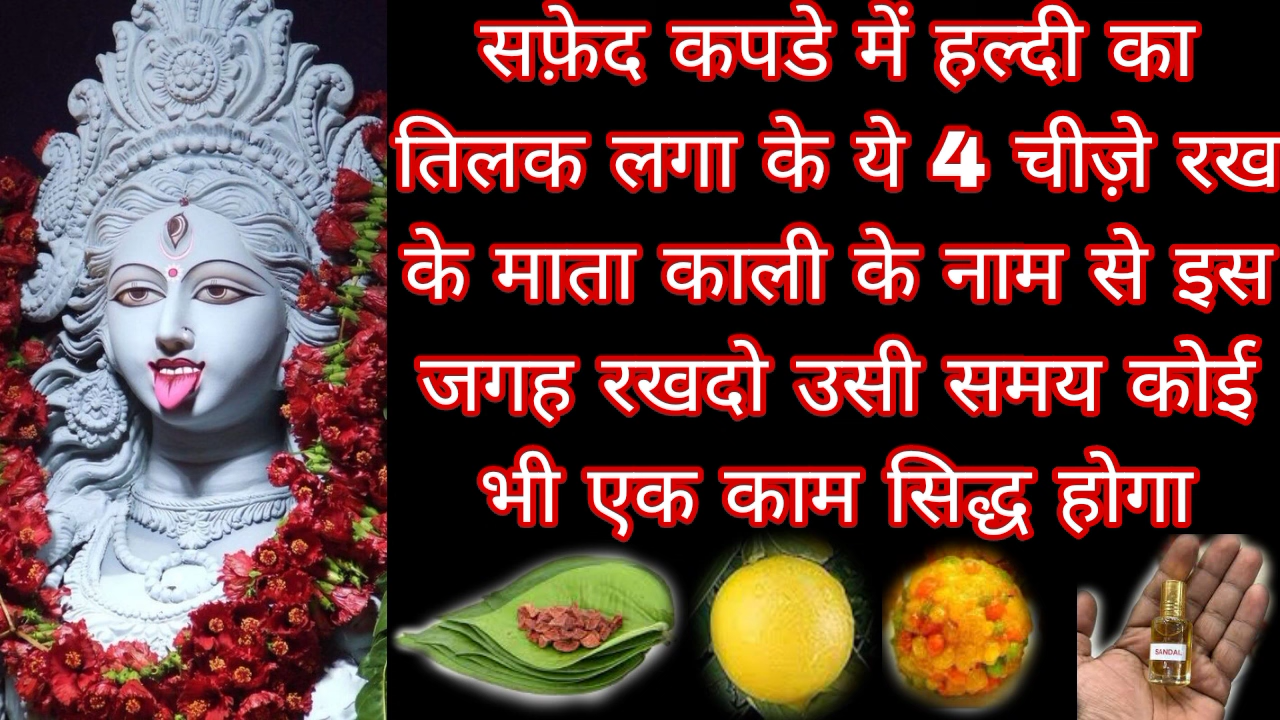 सफ़ेद कपडे में हल्दी का
तिलक लगा के ये 4 चीज़े रख
के माता काली के नाम से इस
जगह रखदो उसी समय कोई
भी एक काम सिद्ध होगा
SANDAL